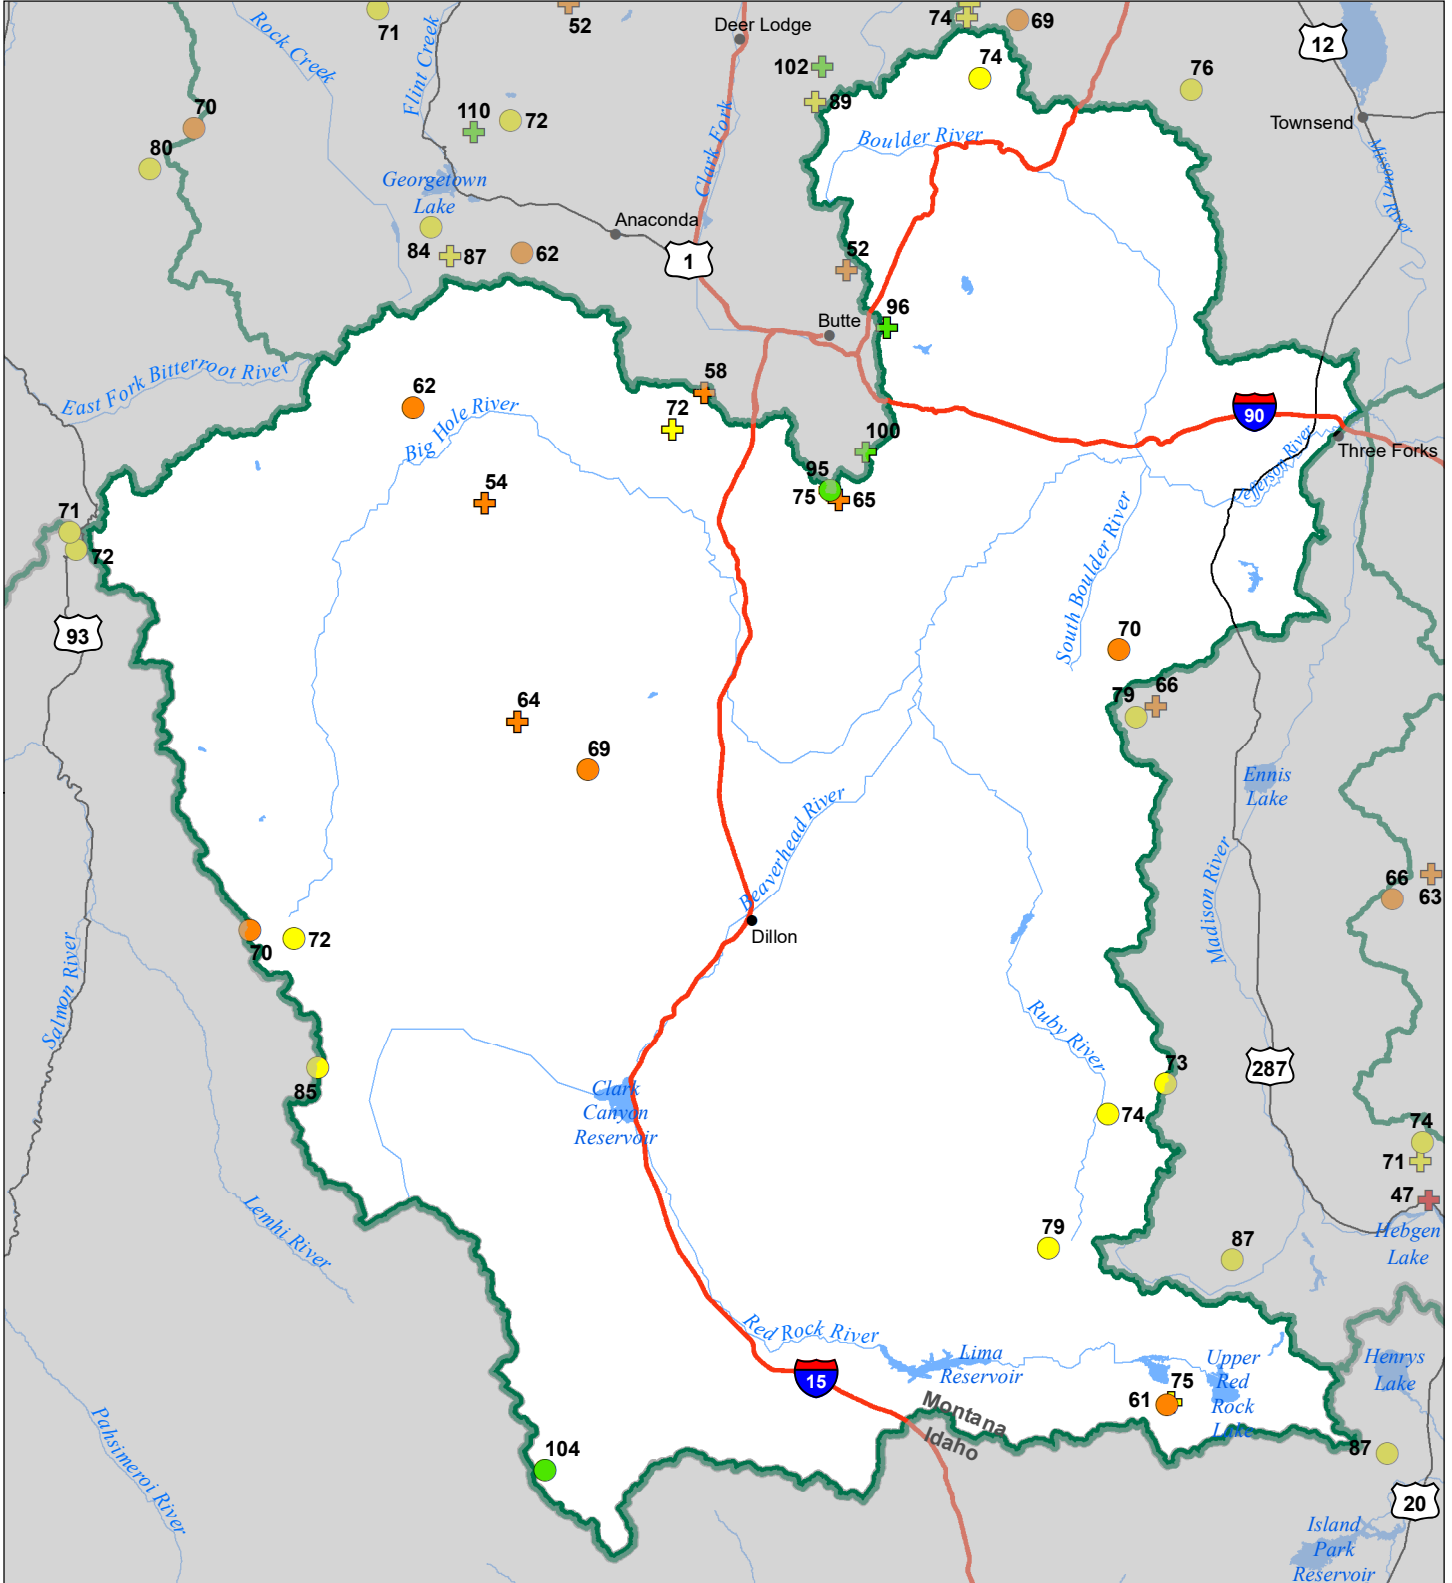 71
52
74
69
Deer Lodge
12
Rock Creek
Flint Creek
102
74
76
89
70
110
72
Clark Fork
Boulder River
Townsend
Missouri River
80
Georgetown
Lake
Anaconda
84
87
62
1
52
96
Butte
East Fork Bitterroot River
62
58
Big Hole River
72
90
100
Three Forks
Jefferson River
95
75
65
54
71
72
93
South Boulder River
70
79
66
64
69
Ennis
Lake
Beaverhead River
Madison River
66
63
Dillon
70
72
Salmon River
Ruby River
73
287
85
Clark
Canyon
Reservoir
74
74
71
47
Hebgen
Lake
Lemhi River
79
87
Red Rock River
Lima
Reservoir
Upper
Red
Rock
Lake
Henrys
Lake
15
75
61
Montana
Idaho
Pahsimeroi River
104
87
20
Island
Park
Reservoir